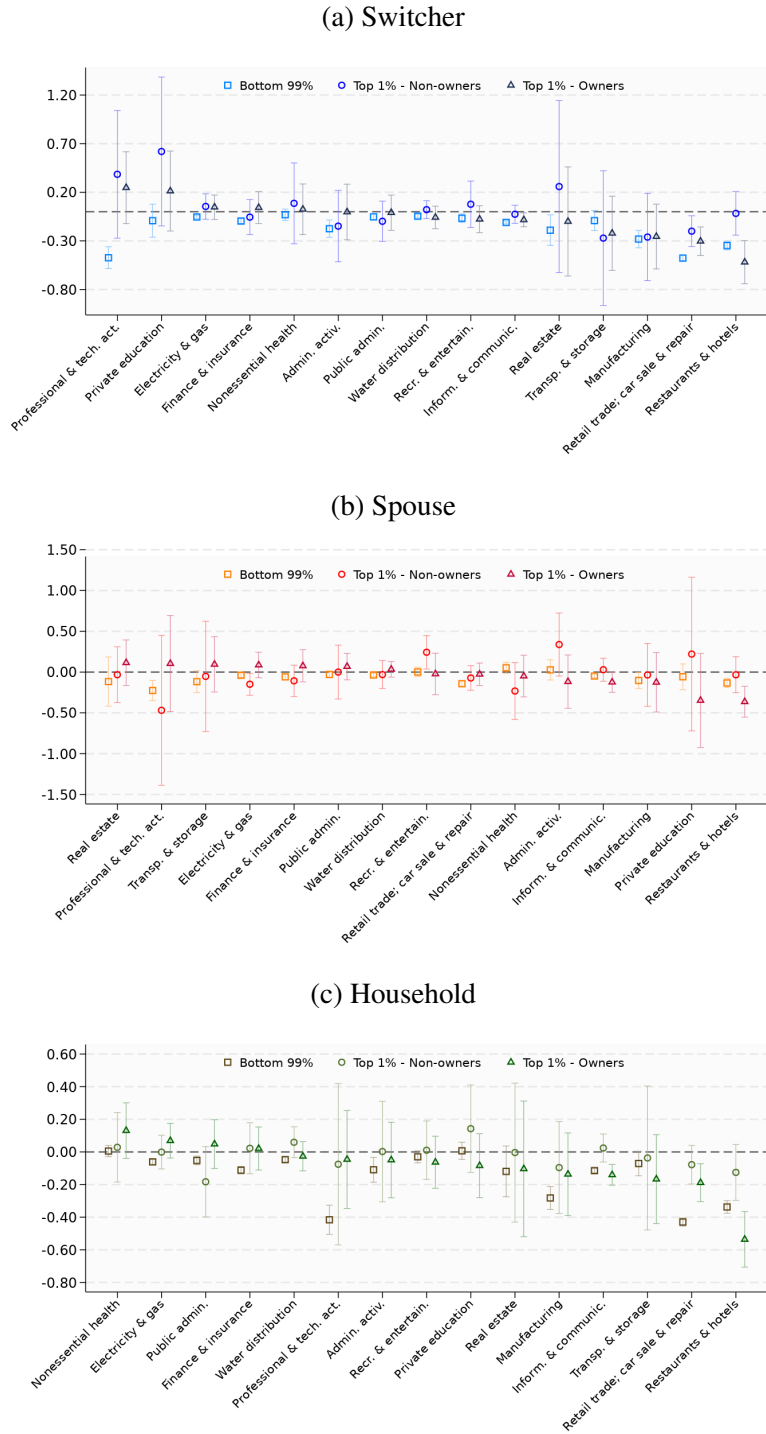 (a) Switcher
Bottom 99% Top 1% - Non-owners Top 1% - Owners
1.20
0.70
0.20
-0.30
-0.80
Professional & tech. act.
Private education
Electricity & gas
Finance & insurance
Nonessential health
Admin. activ.
Public admin.
Water distribution
Recr. & entertain.
Inform. & communic.
Real estate
Transp. & storage
Manufacturing
Retail trade; car sale & repair
Restaurants & hotels
(b) Spouse
1.50
Bottom 99% Top 1% - Non-owners Top 1% - Owners
1.00
0.50
0.00
-0.50
-1.00
-1.50
Real estate
Professional & tech. act.
Transp. & storage
Electricity & gas
Finance & insurance
Public admin.
Water distribution
Recr. & entertain.
Retail trade; car sale & repair
Nonessential health
Admin. activ.
Inform. & communic.
Manufacturing
Private education
Restaurants & hotels
(c) Household
0.60
Bottom 99% Top 1% - Non-owners Top 1% - Owners
0.40
0.20
0.00
-0.20
-0.40
-0.60
-0.80
Nonessential health
Electricity & gas
Public admin.
Finance & insurance
Water distribution
Professional & tech. act.
Admin. activ.
Recr. & entertain.
Private education
Real estate
Manufacturing
Inform. & communic.
Transp. & storage
Retail trade; car sale & repair
Restaurants & hotels